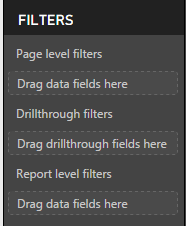 FILTERS
Page level filters
Drag data fields here
Drillthrough filters
Drag drillthrough fields here
Report level filters
Drag data fields here